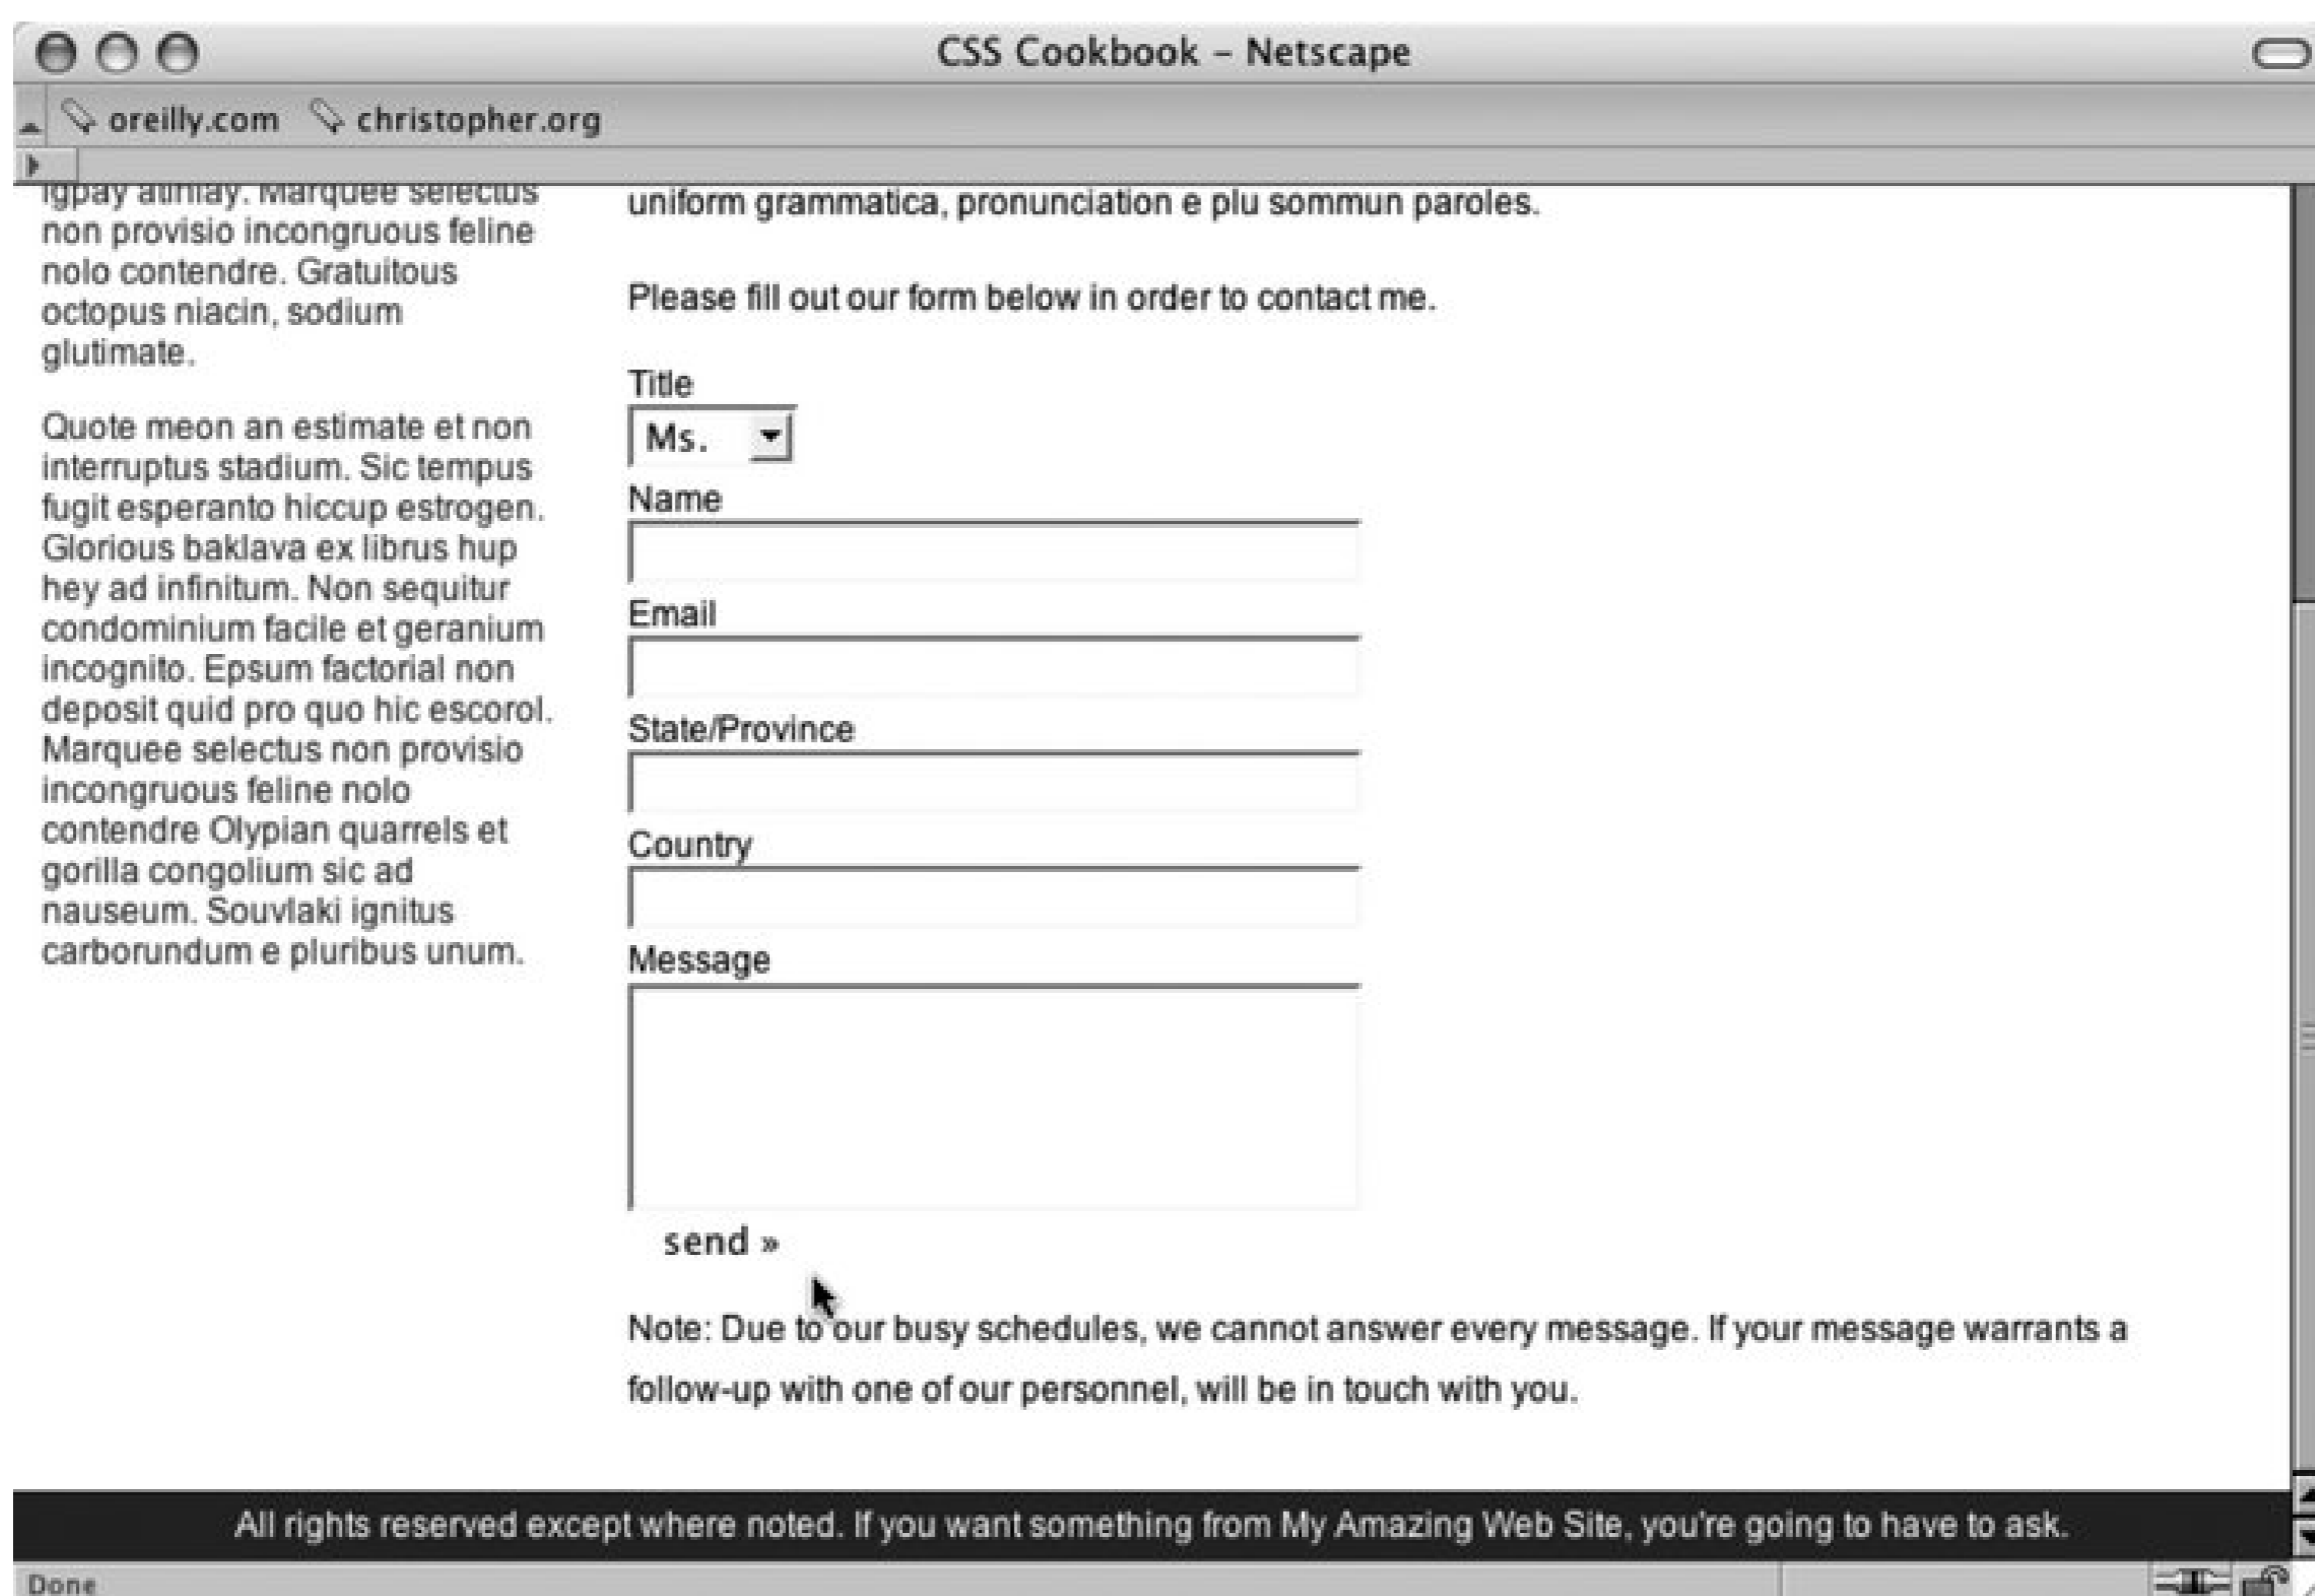 CSS Cookbook – Netscape
oreilly.com christopher.org
igpay atinlay. Marquee selectus
non provisio incongruous feline
nolo contendre. Gratuitous
octopus niacin, sodium
glutimate.
Quote meon an estimate et non
interruptus stadium. Sic tempus
fugit esperanto hiccup estrogen.
Glorious baklava ex librus hup
hey ad infinitum. Non sequitur
condominium facile et geranium
incognito. Epsum factorial non
deposit quid pro quo hic escorol.
Marquee selectus non provisio
incongruous feline nolo
contendre Olypian quarrels et
gorilla congolium sic ad
nauseum. Souvlaki ignitus
carborundum e pluribus unum.
uniform grammatica, pronunciation e plu sommun paroles.
Please fill out our form below in order to contact me.
Title
Ms.
Name
Email
State/Province
Country
Message
send »
Note: Due to our busy schedules, we cannot answer every message. If your message warrants a
follow-up with one of our personnel, will be in touch with you.
All rights reserved except where noted. If you want something from My Amazing Web Site, you're going to have to ask.
Done